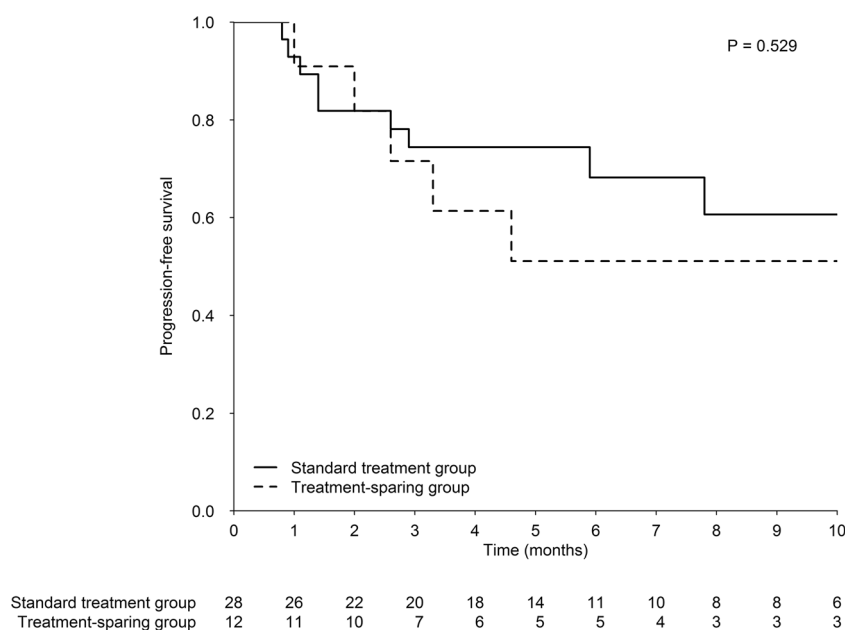 1.0
P = 0.529
0.8
0.6
0.4
0.2
0.0
Progression-free survival
Standard treatment group
Treatment-sparing group
0 1 2 3 4 5 6 7 8 9 10
Time (months)
Standard treatment group 28 26 22 20 18 14 11 10 8 8 6
Treatment-sparing group 12 11 10 7 6 5 5 4 3 3 3